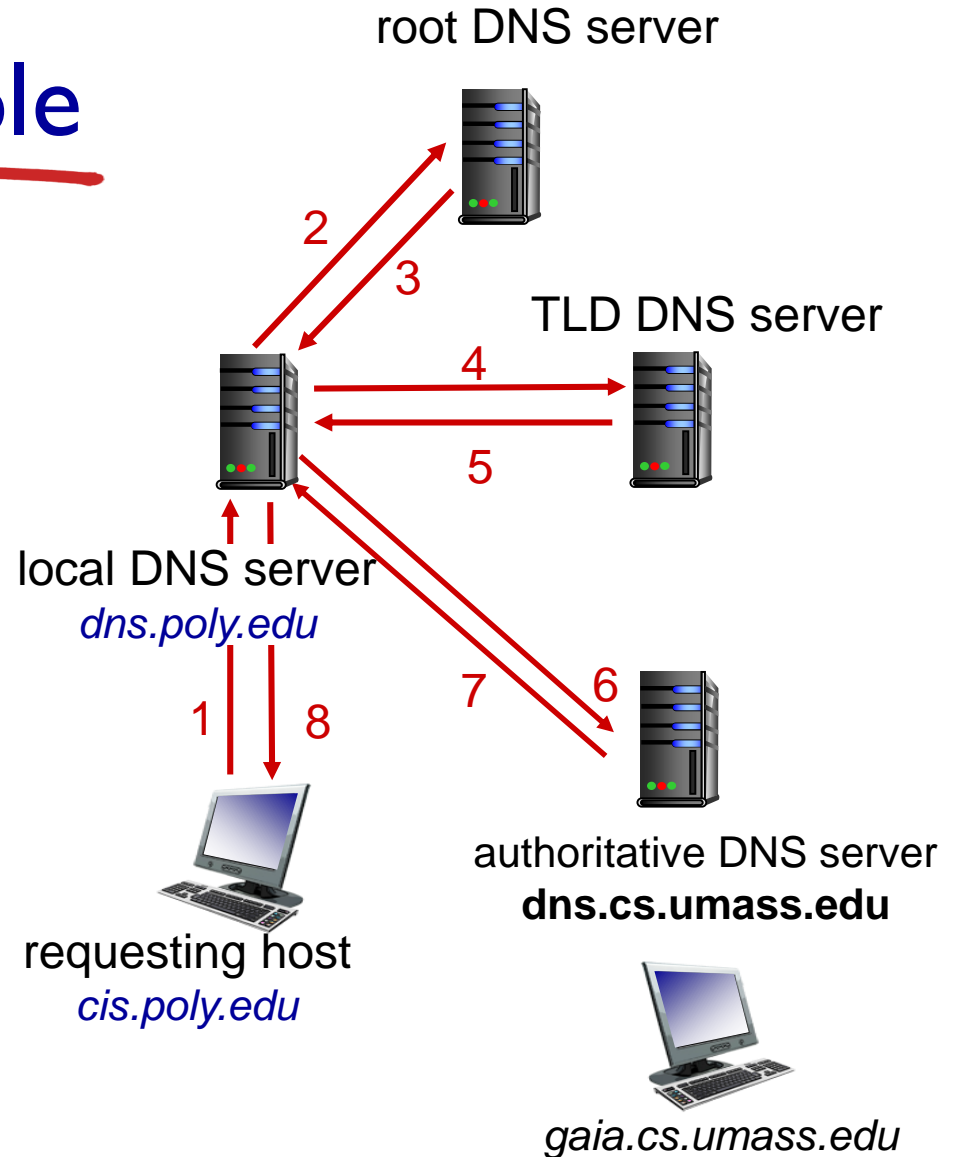 root DNS server
ple
2
3
TLD DNS server
4
5
local DNS server
dns.poly.edu
1
8
7
6
authoritative DNS server
dns.cs.umass.edu
requesting host
cis.poly.edu
gaia.cs.umass.edu